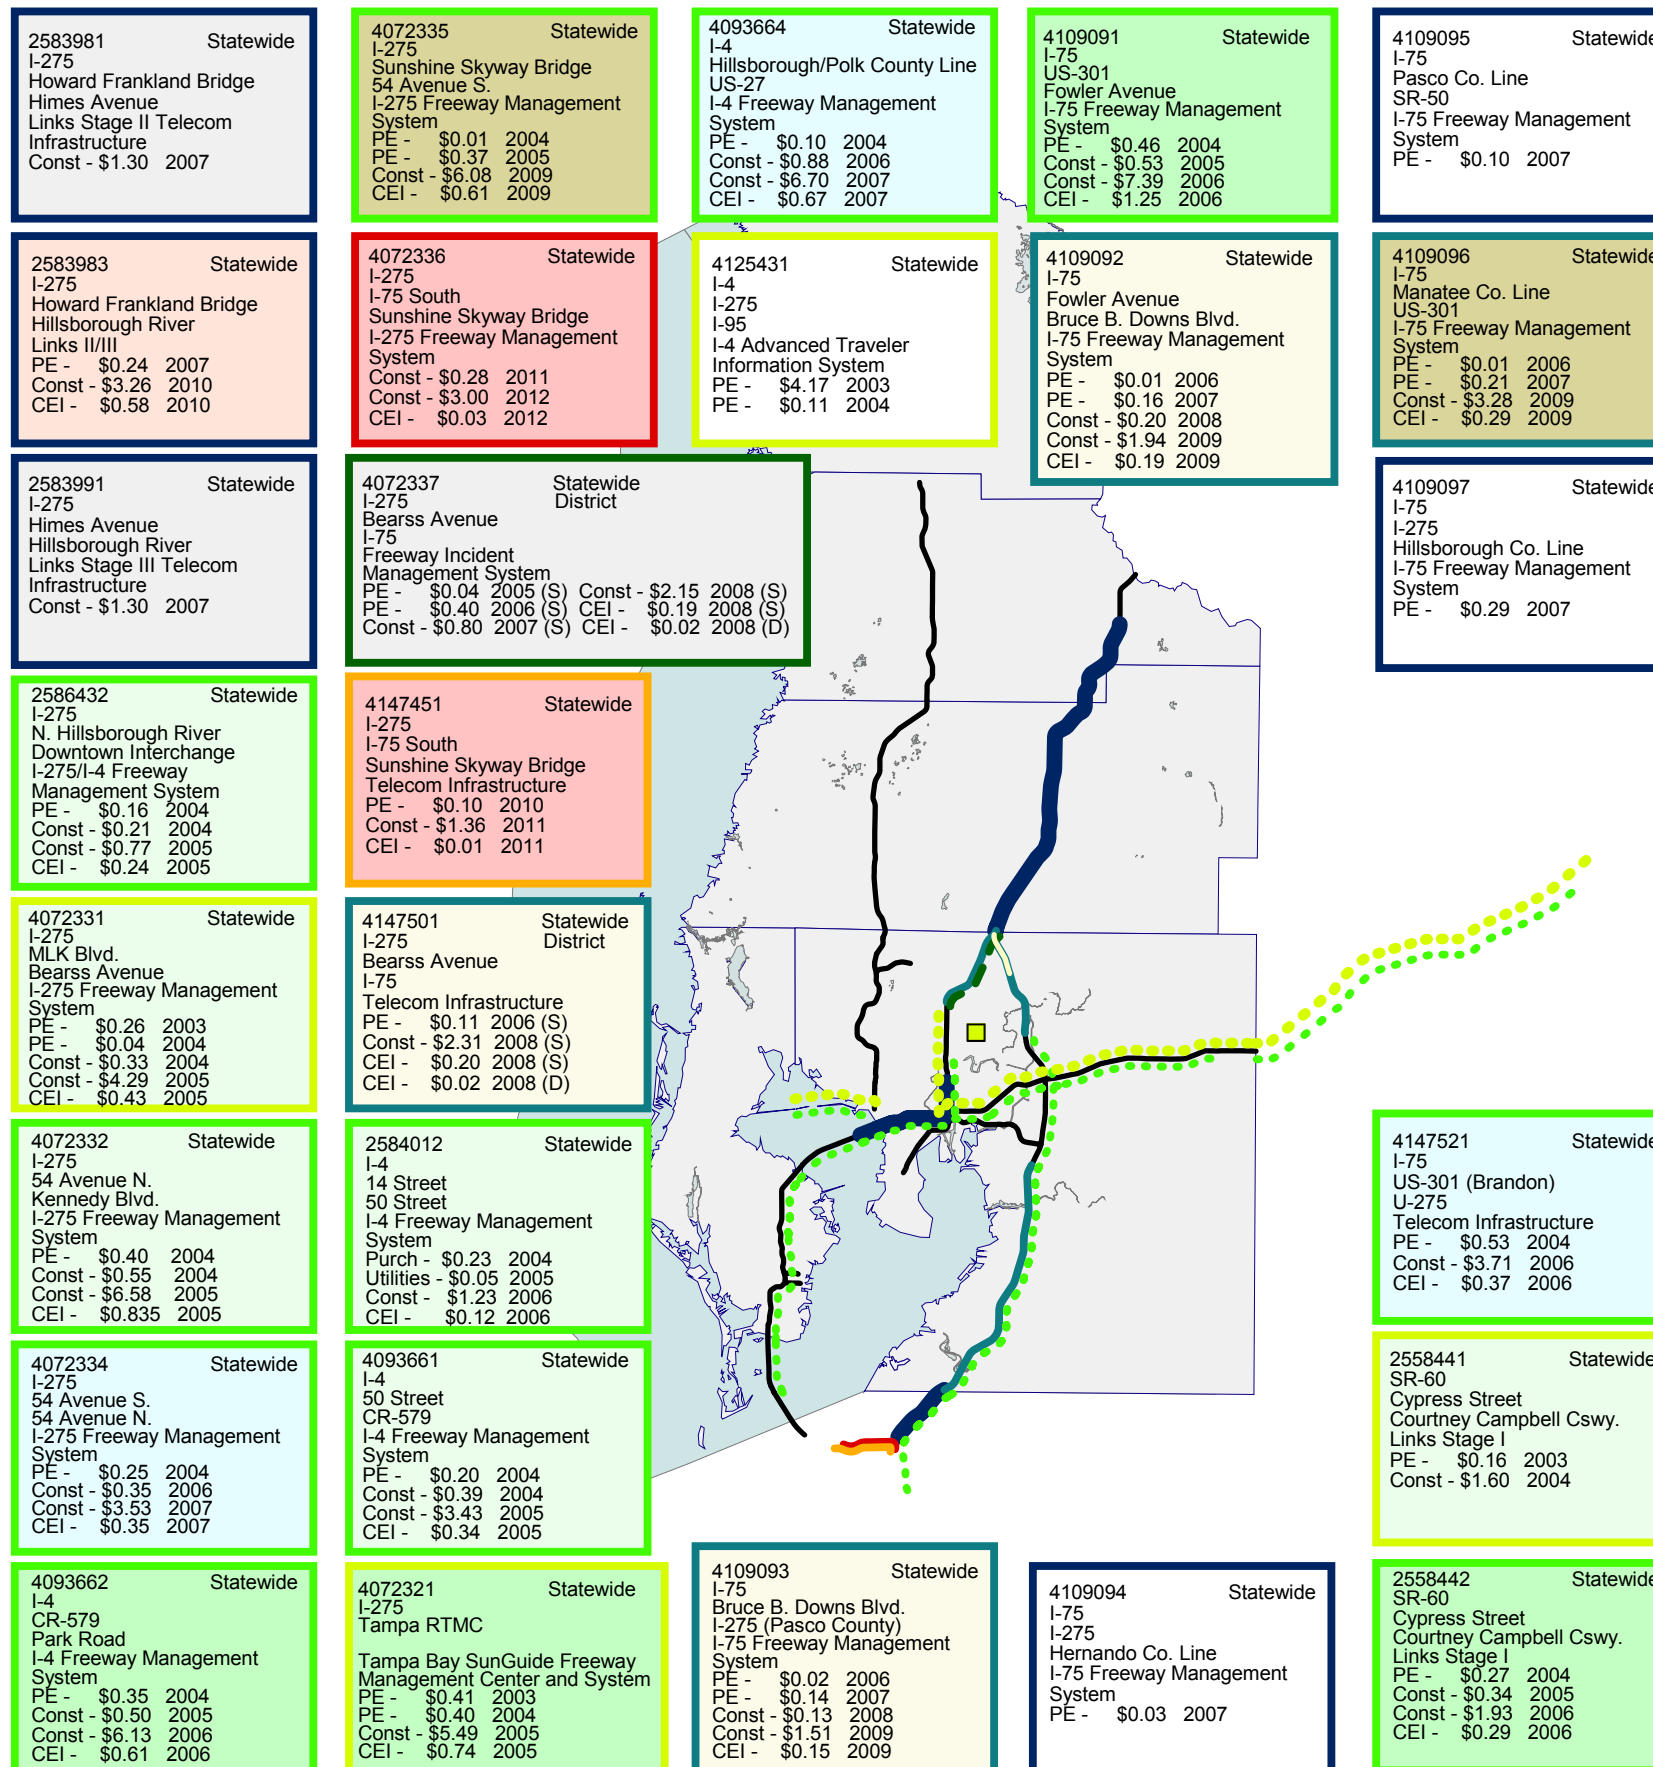 2583981 Statewide
I-275
Howard Frankland Bridge
Himes Avenue
Links Stage II Telecom
Infrastructure
Const - $1.30 2007
4072335 Statewide
I-275
Sunshine Skyway Bridge
54 Avenue S.
I-275 Freeway Management
System
PE - $0.01 2004
PE - $0.37 2005
Const - $6.08 2009
CEI - $0.61 2009
4093664 Statewide
I-4
Hillsborough/Polk County Line
US-27
I-4 Freeway Management
System
PE - $0.10 2004
Const - $0.88 2006
Const - $6.70 2007
CEI - $0.67 2007
4109091 Statewide
I-75
US-301
Fowler Avenue
I-75 Freeway Management
System
PE - $0.46 2004
Const - $0.53 2005
Const - $7.39 2006
CEI - $1.25 2006
4109095 Statewide
I-75
Pasco Co. Line
SR-50
I-75 Freeway Management
System
PE - $0.10 2007
2583983 Statewide
I-275
Howard Frankland Bridge
Hillsborough River
Links II/III
PE - $0.24 2007
Const - $3.26 2010
CEI - $0.58 2010
4072336 Statewide
I-275
I-75 South
Sunshine Skyway Bridge
I-275 Freeway Management
System
Const - $0.28 2011
Const - $3.00 2012
CEI - $0.03 2012
4125431 Statewide
I-4
I-275
I-95
I-4 Advanced Traveler
Information System
PE - $4.17 2003
PE - $0.11 2004
4109092 Statewide
I-75
Fowler Avenue
Bruce B. Downs Blvd.
I-75 Freeway Management
System
PE - $0.01 2006
PE - $0.16 2007
Const - $0.20 2008
Const - $1.94 2009
CEI - $0.19 2009
4109096 Statewide
I-75
Manatee Co. Line
US-301
I-75 Freeway Management
System
PE - $0.01 2006
PE - $0.21 2007
Const - $3.28 2009
CEI - $0.29 2009
2583991 Statewide
I-275
Himes Avenue
Hillsborough River
Links Stage III Telecom
Infrastructure
Const - $1.30 2007
4072337 Statewide
I-275 District
Bearss Avenue
I-75
Freeway Incident
Management System
PE - $0.04 2005 (S) Const - $2.15 2008 (S)
PE - $0.40 2006 (S) CEI - $0.19 2008 (S)
Const - $0.80 2007 (S) CEI - $0.02 2008 (D)
4109097 Statewide
I-75
I-275
Hillsborough Co. Line
I-75 Freeway Management
System
PE - $0.29 2007
2586432 Statewide
I-275
N. Hillsborough River
Downtown Interchange
I-275/I-4 Freeway
Management System
PE - $0.16 2004
Const - $0.21 2004
Const - $0.77 2005
CEI - $0.24 2005
4147451 Statewide
I-275
I-75 South
Sunshine Skyway Bridge
Telecom Infrastructure
PE - $0.10 2010
Const - $1.36 2011
CEI - $0.01 2011
4072331 Statewide
I-275
MLK Blvd.
Bearss Avenue
I-275 Freeway Management
System
PE - $0.26 2003
PE - $0.04 2004
Const - $0.33 2004
Const - $4.29 2005
CEI - $0.43 2005
4147501 Statewide
I-275 District
Bearss Avenue
I-75
Telecom Infrastructure
PE - $0.11 2006 (S)
Const - $2.31 2008 (S)
CEI - $0.20 2008 (S)
CEI - $0.02 2008 (D)
4072332 Statewide
I-275
54 Avenue N.
Kennedy Blvd.
I-275 Freeway Management
System
PE - $0.40 2004
Const - $0.55 2004
Const - $6.58 2005
CEI - $0.835 2005
2584012 Statewide
I-4
14 Street
50 Street
I-4 Freeway Management
System
Purch - $0.23 2004
Utilities - $0.05 2005
Const - $1.23 2006
CEI - $0.12 2006
4147521 Statewide
I-75
US-301 (Brandon)
U-275
Telecom Infrastructure
PE - $0.53 2004
Const - $3.71 2006
CEI - $0.37 2006
4072334 Statewide
I-275
54 Avenue S.
54 Avenue N.
I-275 Freeway Management
System
PE - $0.25 2004
Const - $0.35 2006
Const - $3.53 2007
CEI - $0.35 2007
4093661 Statewide
I-4
50 Street
CR-579
I-4 Freeway Management
System
PE - $0.20 2004
Const - $0.39 2004
Const - $3.43 2005
CEI - $0.34 2005
2558441 Statewide
SR-60
Cypress Street
Courtney Campbell Cswy.
Links Stage I
PE - $0.16 2003
Const - $1.60 2004
4093662 Statewide
I-4
CR-579
Park Road
I-4 Freeway Management
System
PE - $0.35 2004
Const - $0.50 2005
Const - $6.13 2006
CEI - $0.61 2006
4072321 Statewide
I-275
Tampa RTMC
Tampa Bay SunGuide Freeway
Management Center and System
PE - $0.41 2003
PE - $0.40 2004
Const - $5.49 2005
CEI - $0.74 2005
4109093 Statewide
I-75
Bruce B. Downs Blvd.
I-275 (Pasco County)
I-75 Freeway Management
System
PE - $0.02 2006
PE - $0.14 2007
Const - $0.13 2008
Const - $1.51 2009
CEI - $0.15 2009
4109094 Statewide
I-75
I-275
Hernando Co. Line
I-75 Freeway Management
System
PE - $0.03 2007
2558442 Statewide
SR-60
Cypress Street
Courtney Campbell Cswy.
Links Stage I
PE - $0.27 2004
Const - $0.34 2005
Const - $1.93 2006
CEI - $0.29 2006